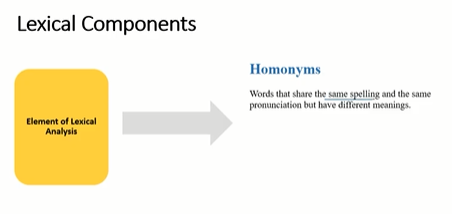 Lexical Components
Homonyms
Words that share the same spelling and the same
pronunciation but have different meanings.
Element of Lexical
Analysis